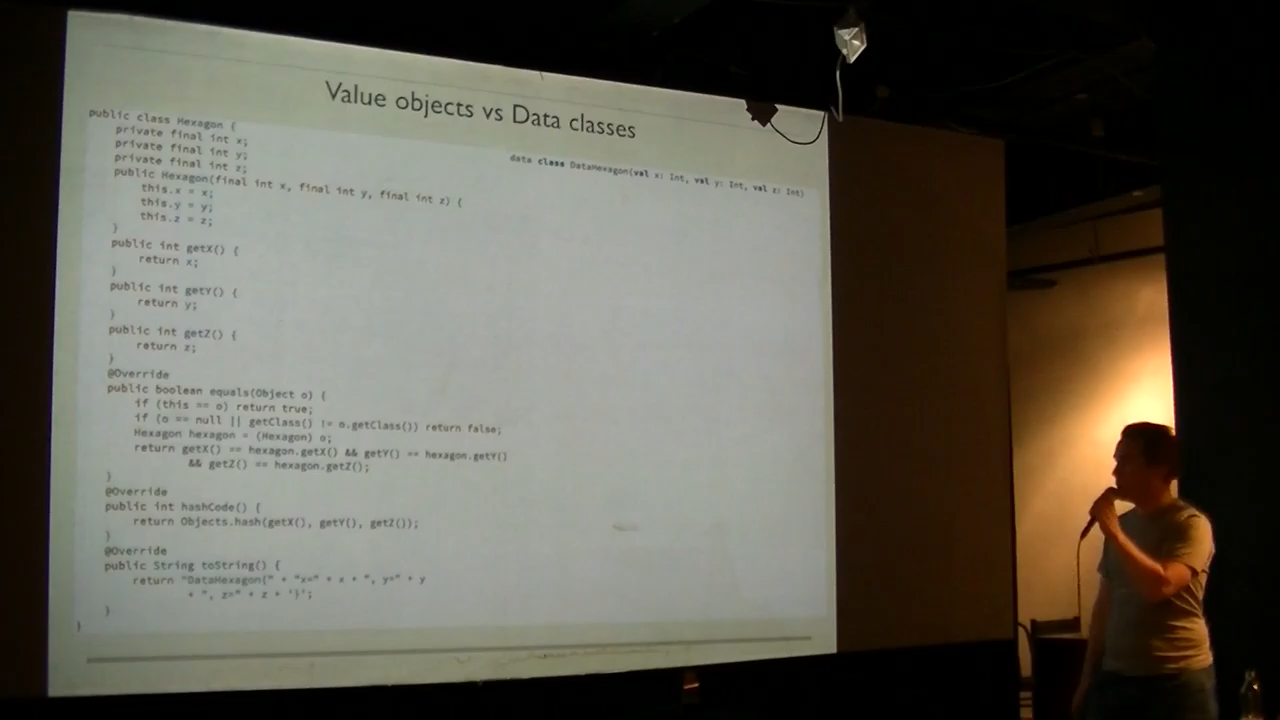 Value objects vs Data classes
public class Hexagon {
private final int x;
private final int y;
private final int z;
public Hexagon(final int x, final int y, final int z) {
this.x = x;
this.y = y;
this.z = z;
}
public int getX() {
return x;
}
public int getY() {
return y;
}
public int getZ() {
return z;
}
@Override
public boolean equals(Object o) {
if (this == o) return true;
if (o == null || getClass() != o.getClass()) return false;
Hexagon hexagon = (Hexagon) o;
return getX() == hexagon.getX() && getY() == hexagon.getY()
&& getZ() == hexagon.getZ();
}
@Override
public int hashCode() {
return Objects.hash(getX(), getY(), getZ());
}
@Override
public String toString() {
return "DataHexagon{" + "x=" + x + ", y=" + y
+ ", z=" + z + '}';
}
}
data class DataHexagon(val x: Int, val y: Int, val z: Int)